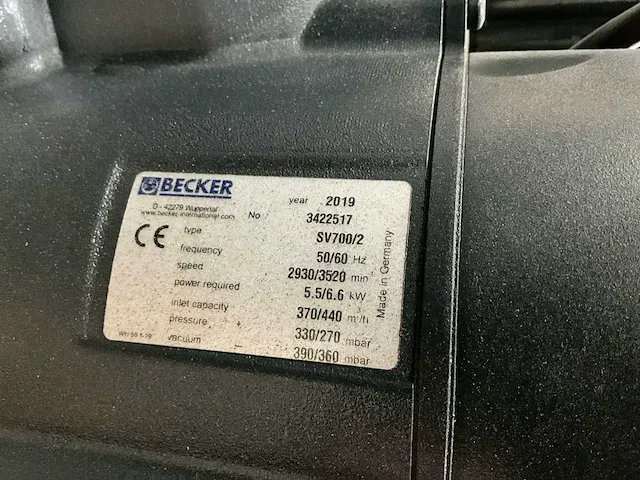 BECKER
year 2019
D - 42279 Wuppertal
www.becker-international.com
No 3422517
CE
type SV700/2
frequency 50/60 Hz
speed 2930/3520 min
power required 5.5/6.6 kW
inlet capacity 370/440 m³/h
pressure + 330/270 mbar
vacuum - 390/360 mbar
Made in Germany